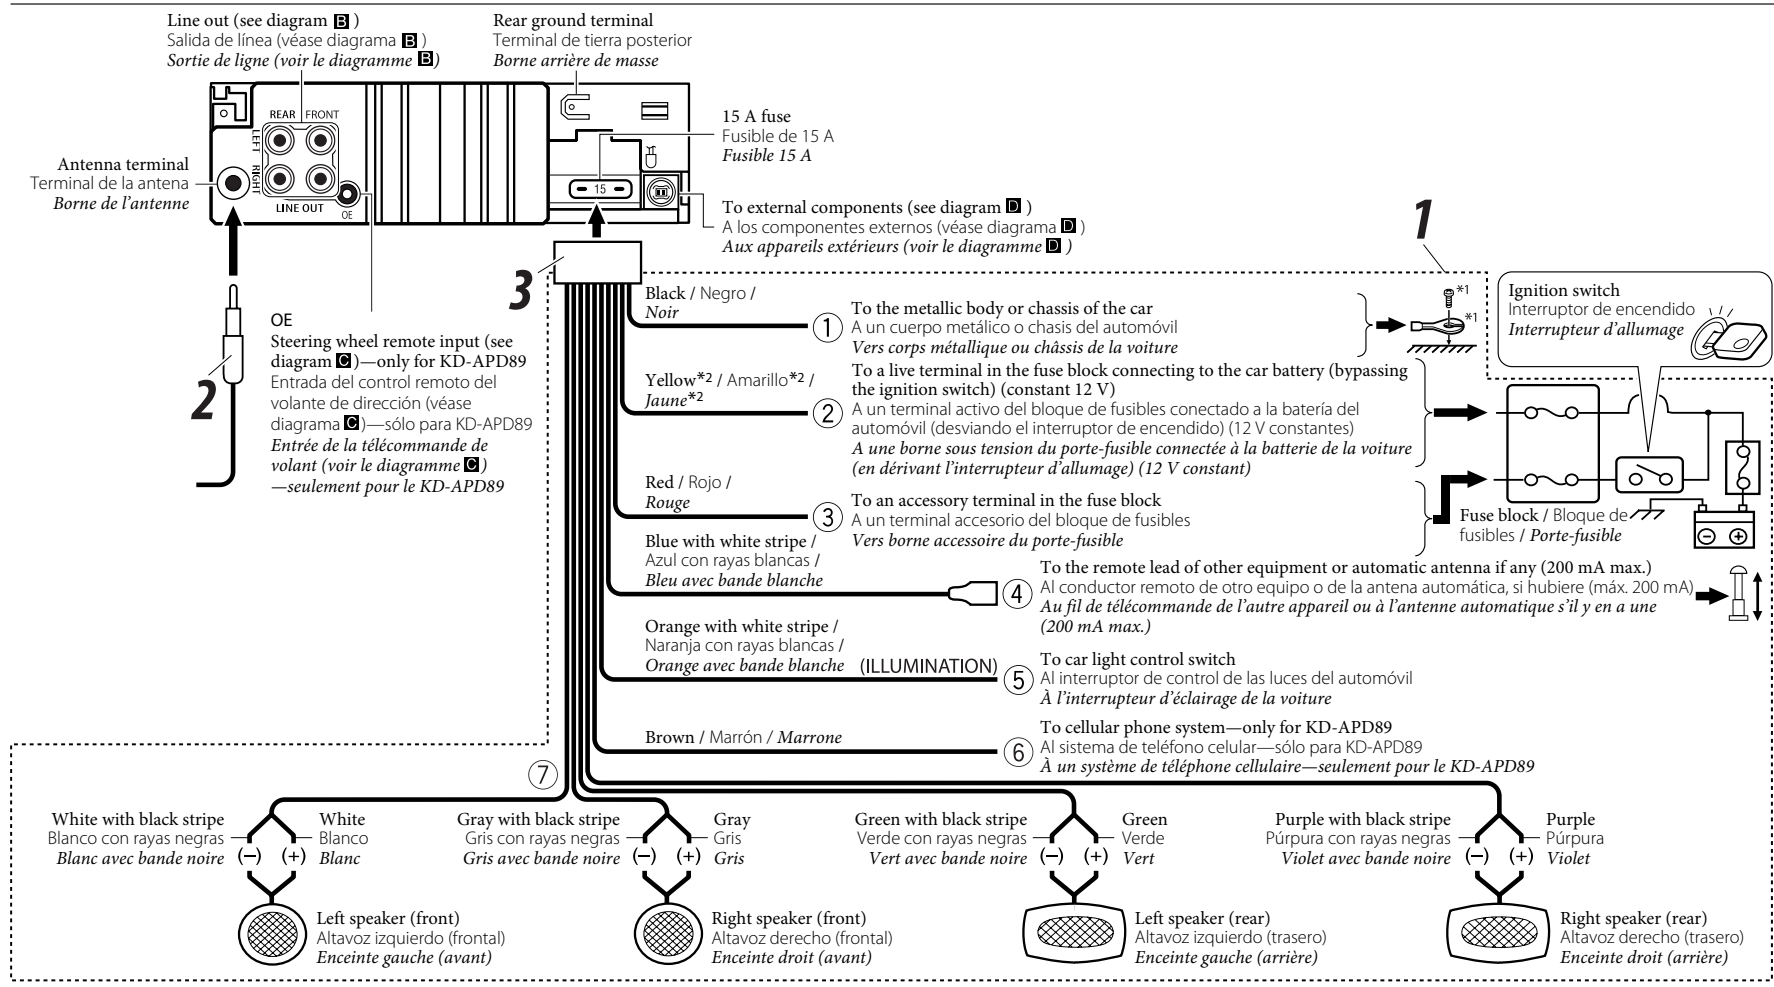 Line out (see diagram B )
Salida de línea (véase diagrama B )
Sortie de ligne (voir le diagramme B)
Rear ground terminal
Terminal de tierra posterior
Borne arrière de masse
15 A fuse
Fusible de 15 A
Fusible 15 A
REAR FRONT
LEFT
RIGHT
LINE OUT
OE
15
Antenna terminal
Terminal de la antena
Borne de l'antenne
To external components (see diagram D )
A los componentes externos (véase diagrama D )
Aux appareils extérieurs (voir le diagramme D )
1
2
3
OE
Steering wheel remote input (see
diagram C )—only for KD-APD89
Entrada del control remoto del
volante de dirección (véase
diagrama C )—sólo para KD-APD89
Entrée de la télécommande de
volant (voir le diagramme C )
—seulement pour le KD-APD89
Black / Negro /
Noir
① To the metallic body or chassis of the car
A un cuerpo metálico o chasis del automóvil
Vers corps métallique ou châssis de la voiture
*1
*1
Ignition switch
Interruptor de encendido
Interrupteur d'allumage
Yellow*2 / Amarillo*2 /
Jaune*2
② To a live terminal in the fuse block connecting to the car battery (bypassing
the ignition switch) (constant 12 V)
A un terminal activo del bloque de fusibles conectado a la batería del
automóvil (desviando el interruptor de encendido) (12 V constantes)
A une borne sous tension du porte-fusible connectée à la batterie de la voiture
(en dérivant l'interrupteur d'allumage) (12 V constant)
Red / Rojo /
Rouge
③ To an accessory terminal in the fuse block
A un terminal accesorio del bloque de fusibles
Vers borne accessoire du porte-fusible
Fuse block / Bloque de
fusibles / Porte-fusible
Blue with white stripe /
Azul con rayas blancas /
Bleu avec bande blanche
④ To the remote lead of other equipment or automatic antenna if any (200 mA max.)
Al conductor remoto de otro equipo o de la antena automática, si hubiere (máx. 200 mA)
Au fil de télécommande de l'autre appareil ou à l'antenne automatique s'il y en a une
(200 mA max.)
Orange with white stripe /
Naranja con rayas blancas /
Orange avec bande blanche
(ILLUMINATION)
⑤ To car light control switch
Al interruptor de control de las luces del automóvil
À l'interrupteur d'éclairage de la voiture
Brown / Marrón / Marrone
⑥ To cellular phone system—only for KD-APD89
Al sistema de teléfono celular—sólo para KD-APD89
À un système de téléphone cellulaire—seulement pour le KD-APD89
⑦
White with black stripe
Blanco con rayas negras
Blanc avec bande noire
(−) (+)
White
Blanco
Blanc
Gray with black stripe
Gris con rayas negras
Gris avec bande noire
(−) (+)
Gray
Gris
Gris
Green with black stripe
Verde con rayas negras
Vert avec bande noire
(−) (+)
Green
Verde
Vert
Purple with black stripe
Púrpura con rayas negras
Violet avec bande noire
(−) (+)
Purple
Púrpura
Violet
Left speaker (front)
Altavoz izquierdo (frontal)
Enceinte gauche (avant)
Right speaker (front)
Altavoz derecho (frontal)
Enceinte droit (avant)
Left speaker (rear)
Altavoz izquierdo (trasero)
Enceinte gauche (arrière)
Right speaker (rear)
Altavoz derecho (trasero)
Enceinte droit (arrière)